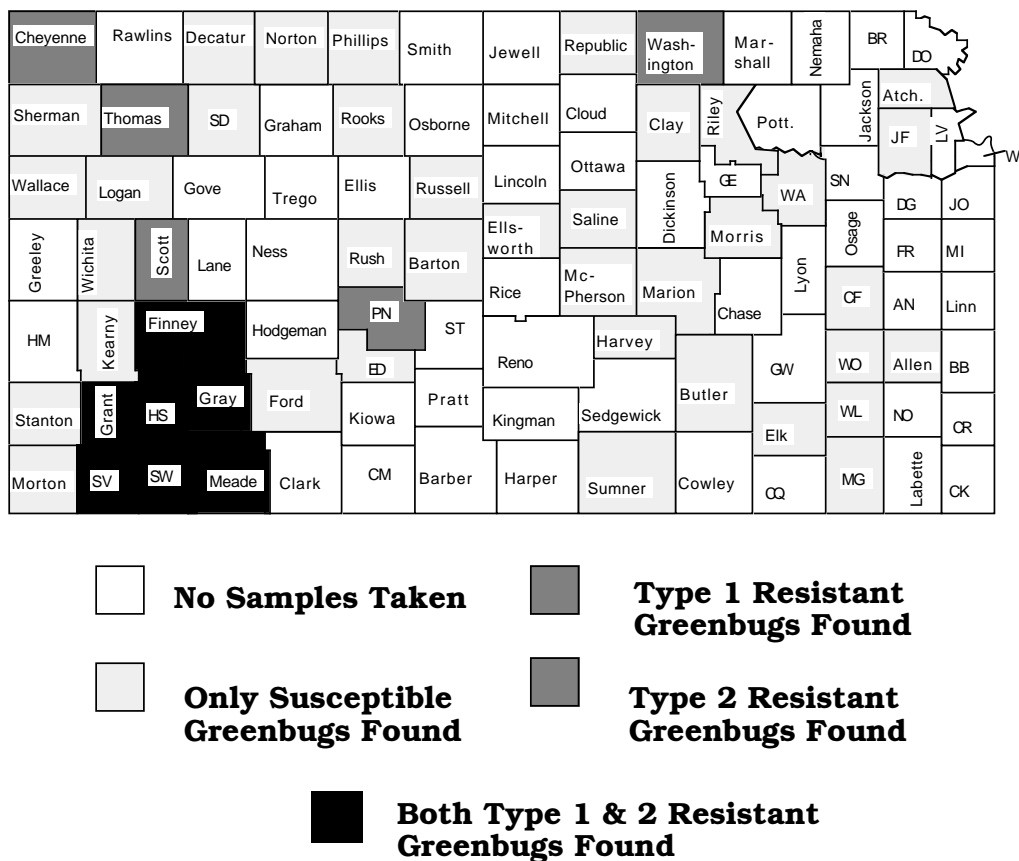 Cheyenne Rawlins Decatur Norton Phillips Smith Jewell Republic Wash-
ington Mar-
shall Nemaha BR DO
Sherman Thomas SD Graham Rooks Osborne Mitchell Cloud Clay Riley Pott. Jackson Atch.
JF LV W
Wallace Logan Gove Trego Ellis Russell Lincoln Ottawa Dickinson GE WA SN DG JO
Greeley Wichita Scott Lane Ness Rush Barton Ells-
worth Saline Morris Lyon Osage FR MI
HM Kearny Finney Hodgeman PN ST Rice Mc-
Pherson Marion Chase CF AN Linn
ED Reno Harvey
Stanton Grant HS Gray Ford Kiowa Pratt Kingman Sedgewick Butler GW WO Allen BB
Elk WL NO CR
Morton SV SW Meade Clark CM Barber Harper Sumner Cowley CQ MG Labette CK
No Samples Taken
Type 1 Resistant
Greenbugs Found
Only Susceptible
Greenbugs Found
Type 2 Resistant
Greenbugs Found
Both Type 1 & 2 Resistant
Greenbugs Found